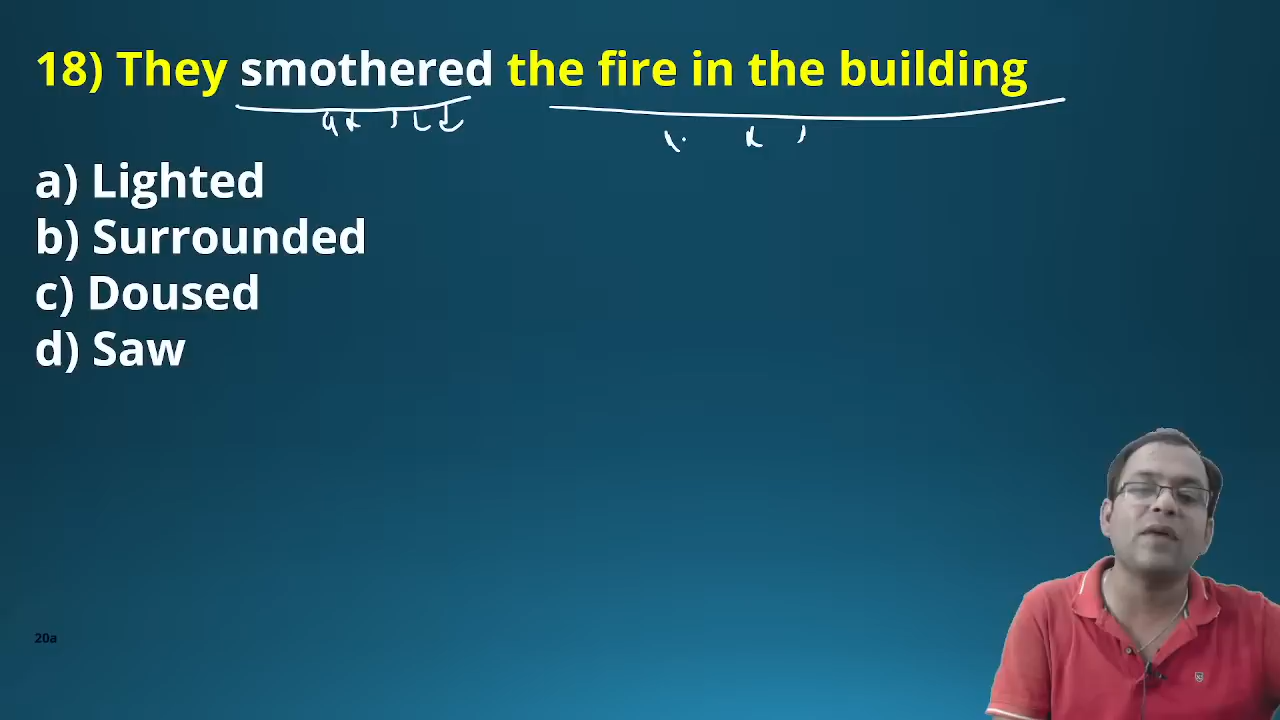 18) They smothered the fire in the building
a) Lighted
b) Surrounded
c) Doused
d) Saw
20a